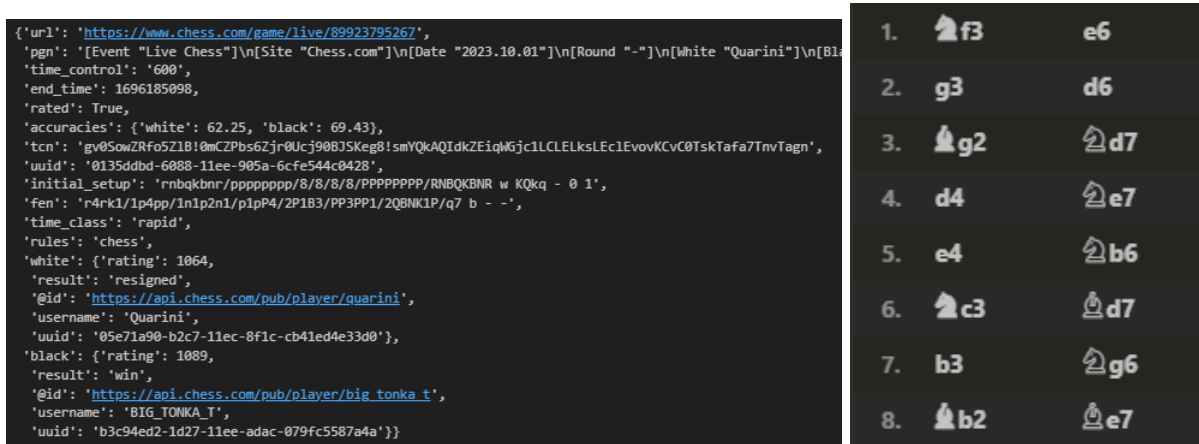 {'url': 'https://www.chess.com/game/live/89923795267',
'pgn': '[Event "Live Chess"]\n[Site "Chess.com"]\n[Date "2023.10.01"]\n[Round "-"]\n[White "Quarini"]\n[Bla
'time_control': '600',
'end_time': 1696185098,
'rated': True,
'accuracies': {'white': 62.25, 'black': 69.43},
'tcn': 'gv0SowZRfo5ZlB!0mCZPbs6Zjr0Ucj90BJSKeg8!smYQkAQIdkZEiqWGjc1LCLELksLEclEvovKCvC0TskTafa7TnvTagn',
'uuid': '0135ddbd-6088-11ee-905a-6cfe544c0428',
'initial_setup': 'rnbqkbnr/pppppppp/8/8/8/8/PPPPPPPP/RNBQKBNR w KQkq - 0 1',
'fen': 'r4rk1/1p4pp/1n1p2n1/p1pP4/2P1B3/PP3PP1/2QBNK1P/q7 b - -',
'time_class': 'rapid',
'rules': 'chess',
'white': {'rating': 1064,
'result': 'resigned',
'@id': 'https://api.chess.com/pub/player/quarini',
'username': 'Quarini',
'uuid': '05e71a90-b2c7-11ec-8f1c-cb41ed4e33d0'},
'black': {'rating': 1089,
'result': 'win',
'@id': 'https://api.chess.com/pub/player/big_tonka_t',
'username': 'BIG_TONKA_T',
'uuid': 'b3c94ed2-1d27-11ee-adac-079fc5587a4a'}}
1. ♞f3 e6
2. g3 d6
3. ♝g2 ♘d7
4. d4 ♘e7
5. e4 ♘b6
6. ♞c3 ♗d7
7. b3 ♘g6
8. ♝b2 ♗e7